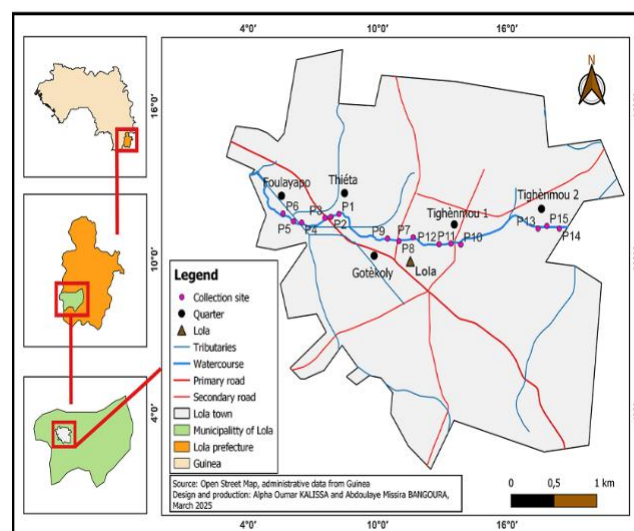 4°0' 10°0' 16°0'
N
16°0'
10°0'
4°0'
Foulayapo
Thiéta
P6
P5
P4
P3
P2
P1
P9
P7
P8
Gotèkoly
Lola
Tighènmou 1
P12
P11
P10
Tighènmou 2
P13
P15
P14
Legend
Collection site
Quarter
Lola
Tributaries
Watercourse
Primary road
Secondary road
Lola town
Municipallty of Lola
Lola prefecture
Guinea
Source: Open Street Map, administrative data from Guinea
Design and production: Alpha Oumar KALISSA and Abdoulaye Missira BANGOURA,
March 2025
0 0,5 1 km
4°0' 10°0' 16°0'